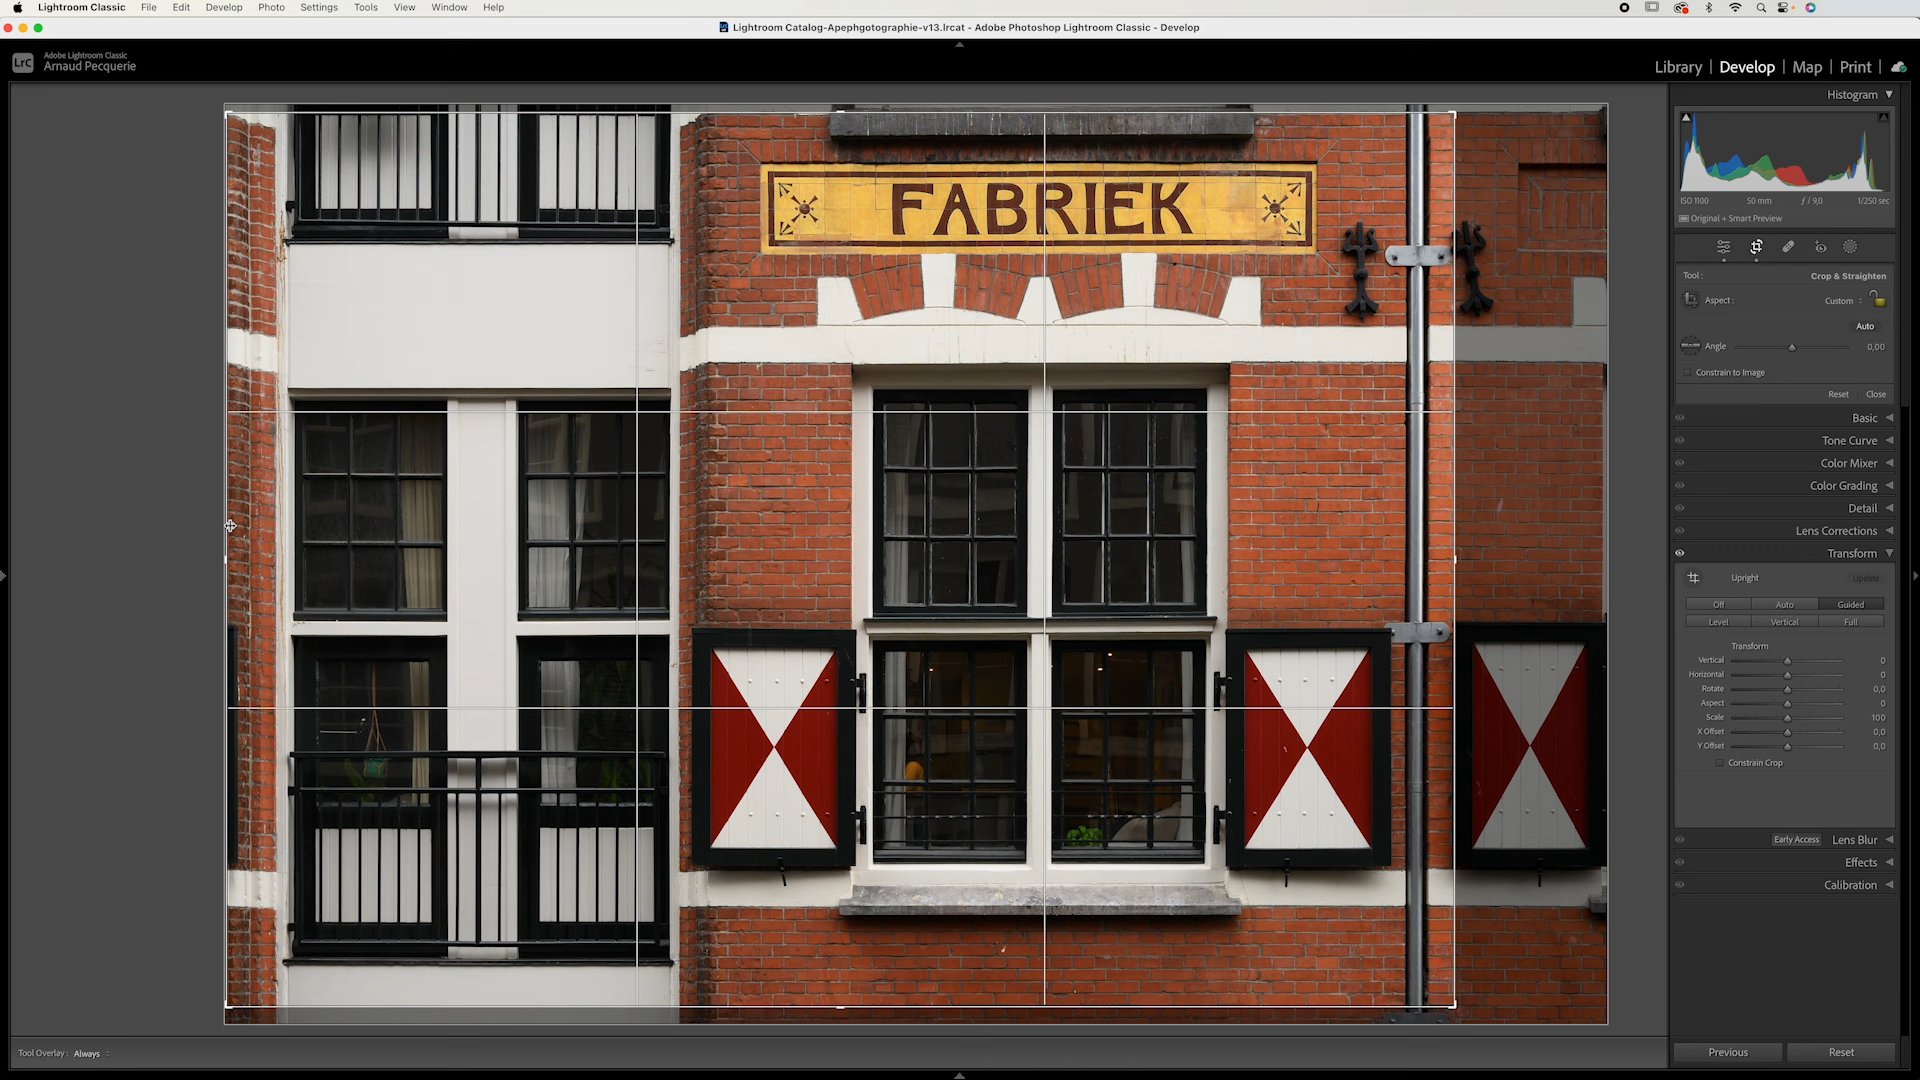 Lightroom Classic File Edit Develop Photo Settings Tools View Window Help
Lightroom Catalog-Apephgotographie-v13.lrcat - Adobe Photoshop Lightroom Classic - Develop
LrC
Adobe Lightroom Classic
Arnaud Pecquerie
Library | Develop | Map | Print |
Histogram
ISO 1100 50 mm ƒ / 9,0 1/250 sec
Original + Smart Preview
FABRIEK
Tool : Crop & Straighten
Aspect : Custom
Auto
Angle 0,00
Constrain to Image
Reset Close
Basic
Tone Curve
Color Mixer
Color Grading
Detail
Lens Corrections
Transform
Upright Update
Off Auto Guided
Level Vertical Full
Transform
Vertical 0
Horizontal 0
Rotate 0,0
Aspect 0
Scale 100
X Offset 0,0
Y Offset 0,0
Constrain Crop
Early Access Lens Blur
Effects
Calibration
Tool Overlay : Always
Previous Reset